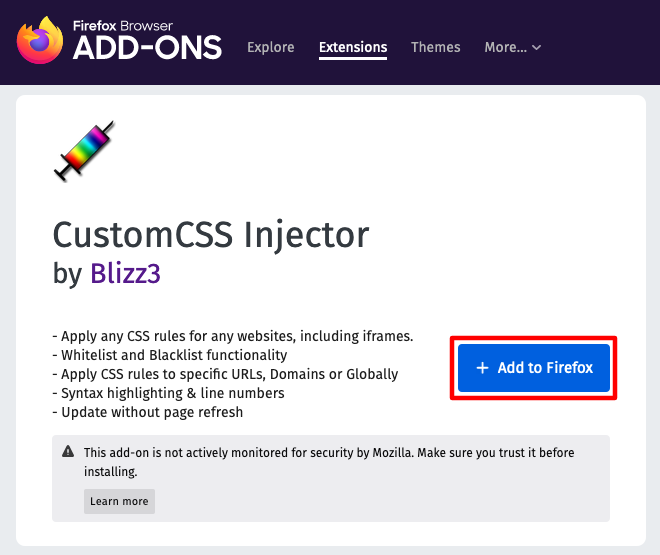 Firefox Browser
ADD-ONS
Explore Extensions Themes More...
CustomCSS Injector
by Blizz3
- Apply any CSS rules for any websites, including iframes.
- Whitelist and Blacklist functionality
- Apply CSS rules to specific URLs, Domains or Globally
- Syntax highlighting & line numbers
- Update without page refresh
+ Add to Firefox
This add-on is not actively monitored for security by Mozilla. Make sure you trust it before
installing.
Learn more